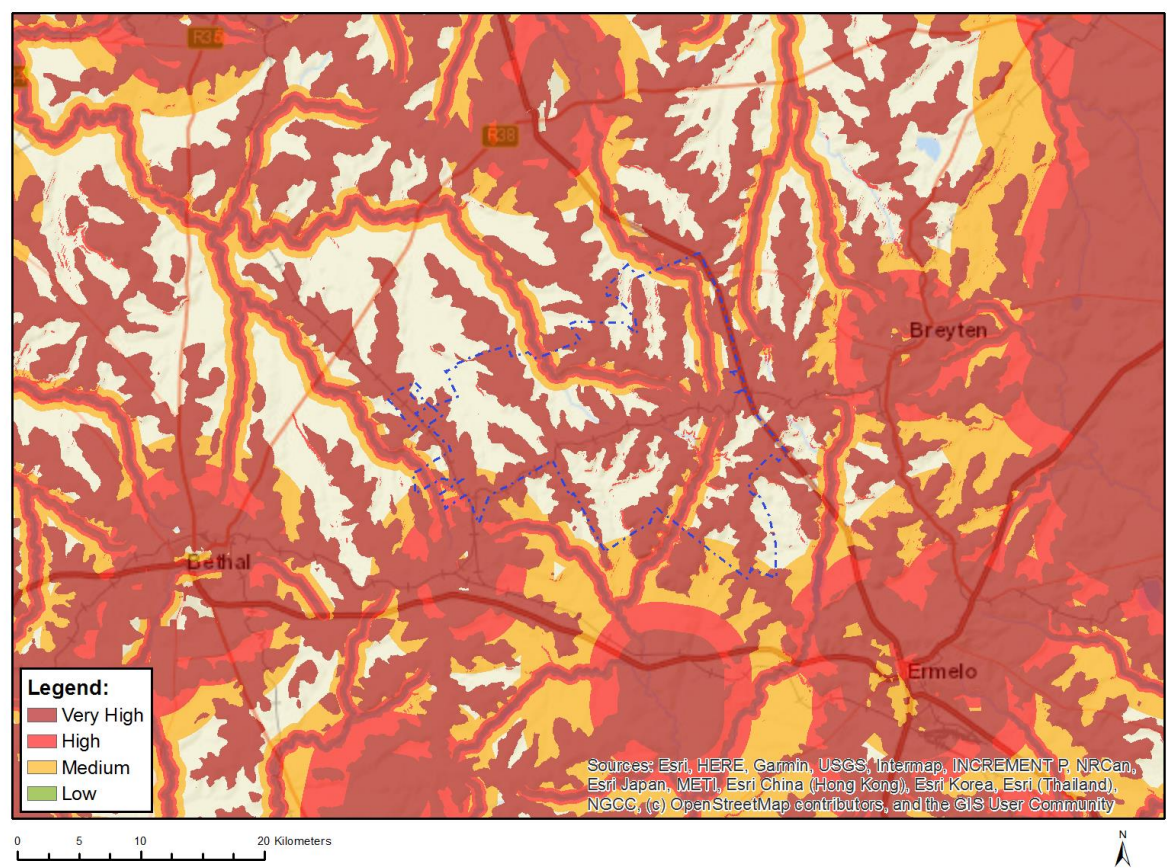 R35
R38
Breyten
Bethal
Ermelo
Legend:
Very High
High
Medium
Low
Sources: Esri, HERE, Garmin, USGS, Intermap, INCREMENT P, NRCan,
Esri Japan, METI, Esri China (Hong Kong), Esri Korea, Esri (Thailand),
NGCC, (c) OpenStreetMap contributors, and the GIS User Community
0 5 10 20 Kilometers
N